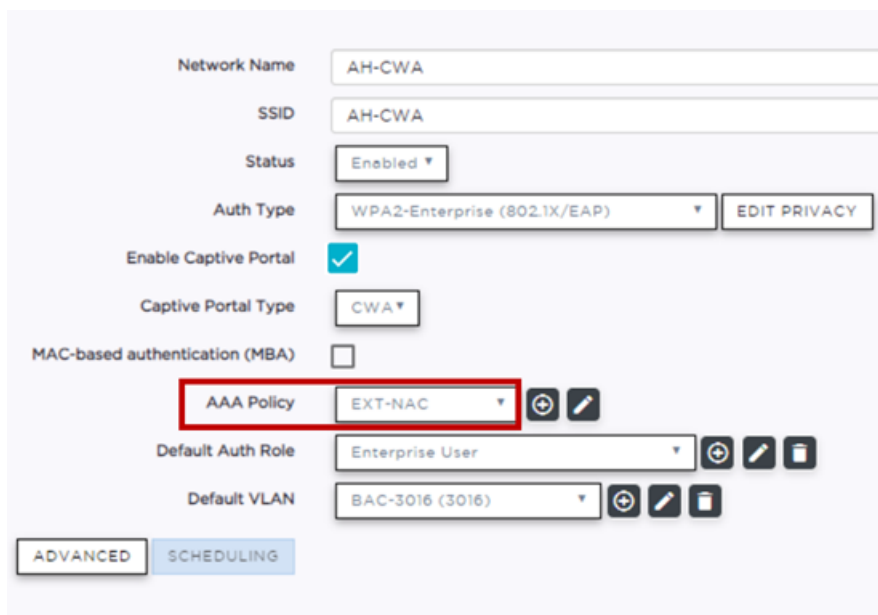 Network Name AH-CWA
SSID AH-CWA
Status Enabled
Auth Type WPA2-Enterprise (802.1X/EAP) EDIT PRIVACY
Enable Captive Portal
Captive Portal Type CWA
MAC-based authentication (MBA)
AAA Policy EXT-NAC
Default Auth Role Enterprise User
Default VLAN BAC-3016 (3016)
ADVANCED SCHEDULING